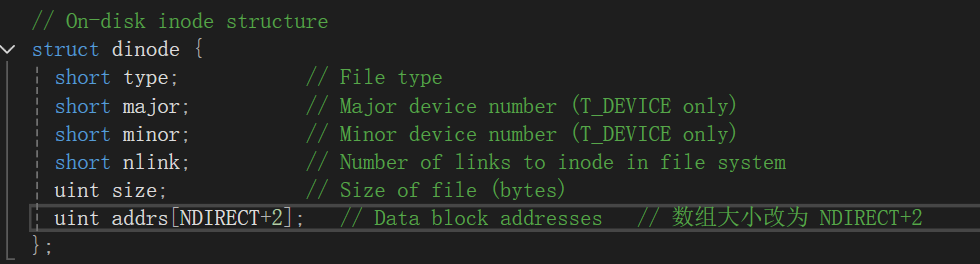 // On-disk inode structure
struct dinode {
short type; // File type
short major; // Major device number (T_DEVICE only)
short minor; // Minor device number (T_DEVICE only)
short nlink; // Number of links to inode in file system
uint size; // Size of file (bytes)
uint addrs[NDIRECT+2]; // Data block addresses // 数组大小改为 NDIRECT+2
};